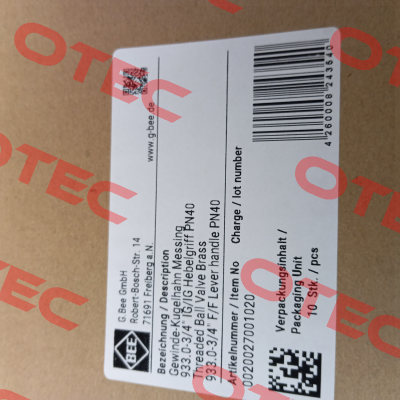 BEE
G.Bee GmbH
Robert-Bosch-Str. 14
71691 Freiberg a.N.
www.g-bee.de
Bezeichnung / Description
Gewinde-Kugelhahn Messing
933.0-3/4" IG/IG Hebelgriff PN40
Threaded Ball Valve Brass
933.0-3/4" F/F Lever handle PN40
Artikelnummer / Item No
Charge / lot number
0020027001020
Verpackungsinhalt /
Packaging Unit
10 Stk. / pcs
4 260008 243640
OTEC
OTEC
OTEC
OTEC
OTEC